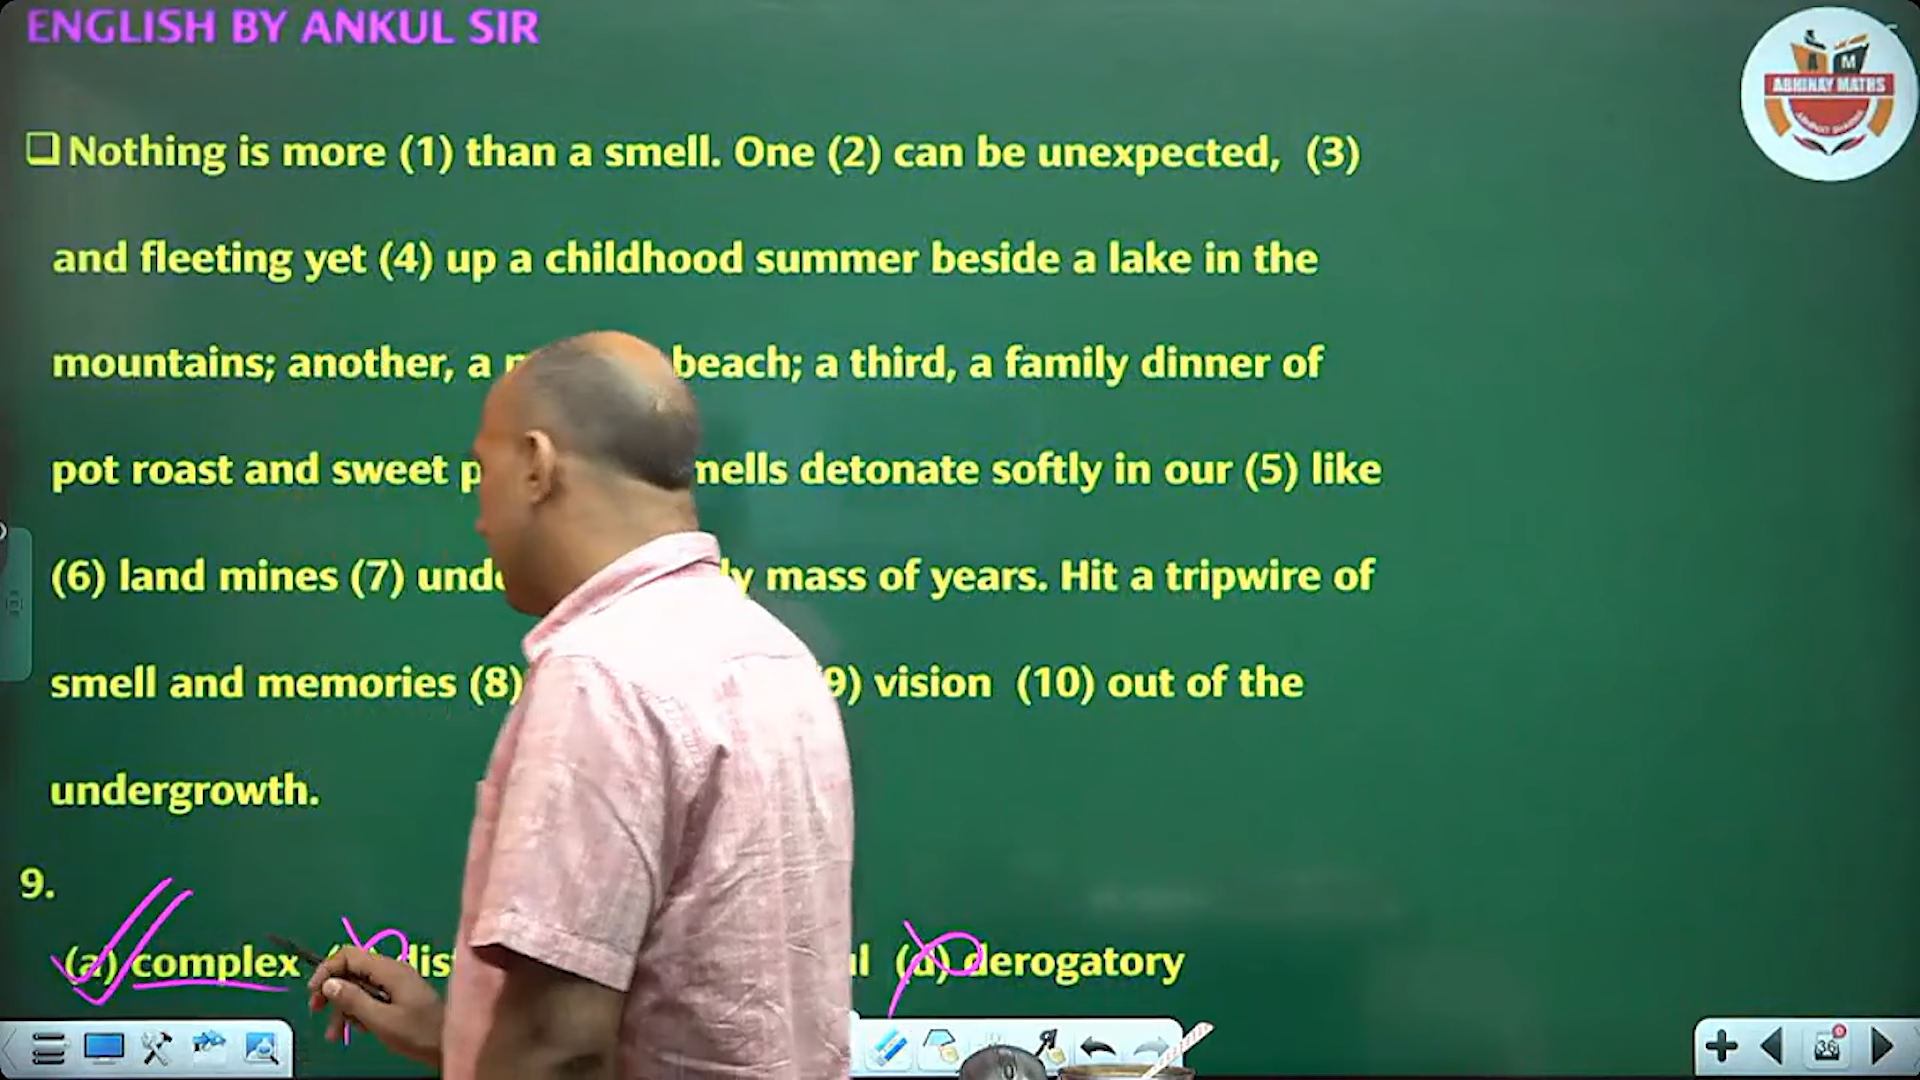 ENGLISH BY ANKUL SIR
A M
ABHINAY MATHS
ABHINAY SHARMA
Nothing is more (1) than a smell. One (2) can be unexpected, (3)
and fleeting yet (4) up a childhood summer beside a lake in the
mountains; another, a beach; a third, a family dinner of
pot roast and sweet detonate softly in our (5) like
(6) land mines (7) mass of years. Hit a tripwire of
smell and memories (8) vision (10) out of the
undergrowth.
9.
(a) complex (d) derogatory
36